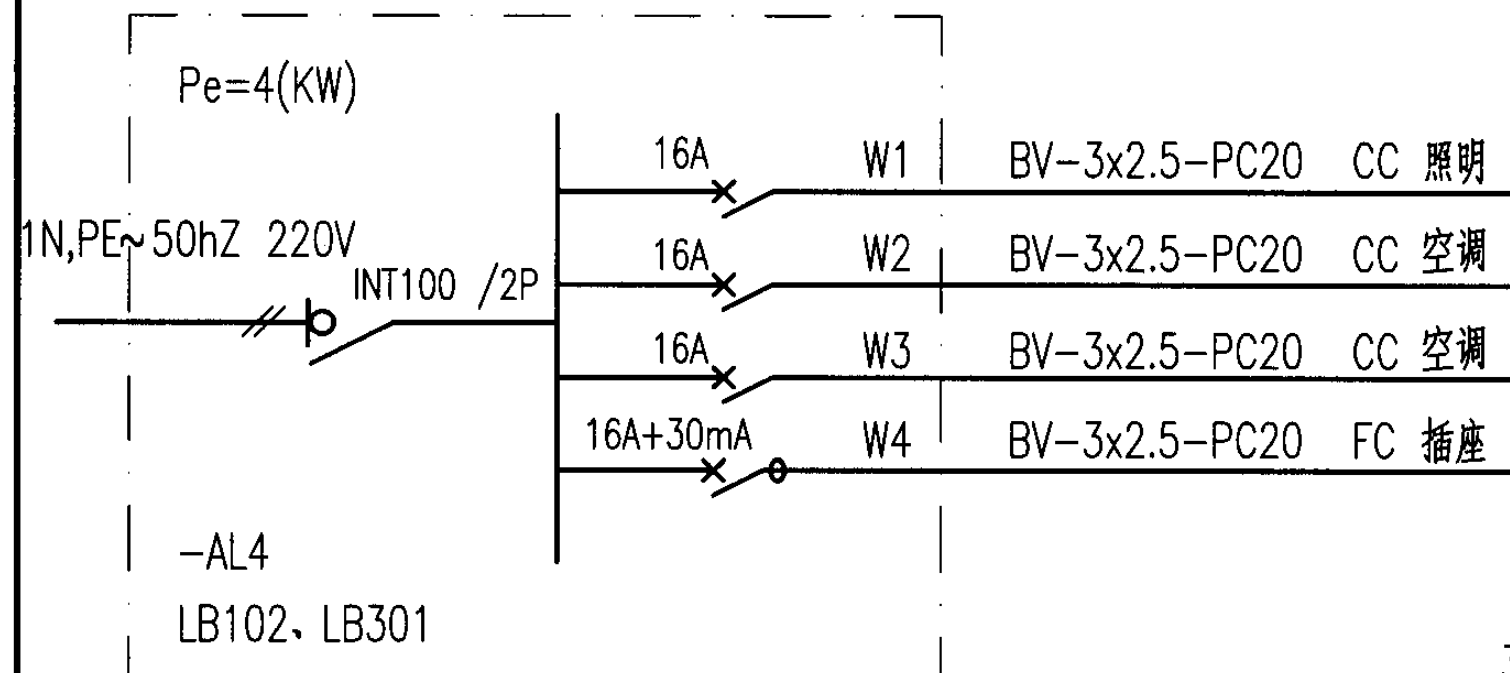 Pe=4(KW)
16A W1 BV-3x2.5-PC20 CC 照明
1N,PE~50hZ 220V
16A W2 BV-3x2.5-PC20 CC 空调
INT100 /2P
16A W3 BV-3x2.5-PC20 CC 空调
16A+30mA W4 BV-3x2.5-PC20 FC 插座
-AL4
LB102、LB301